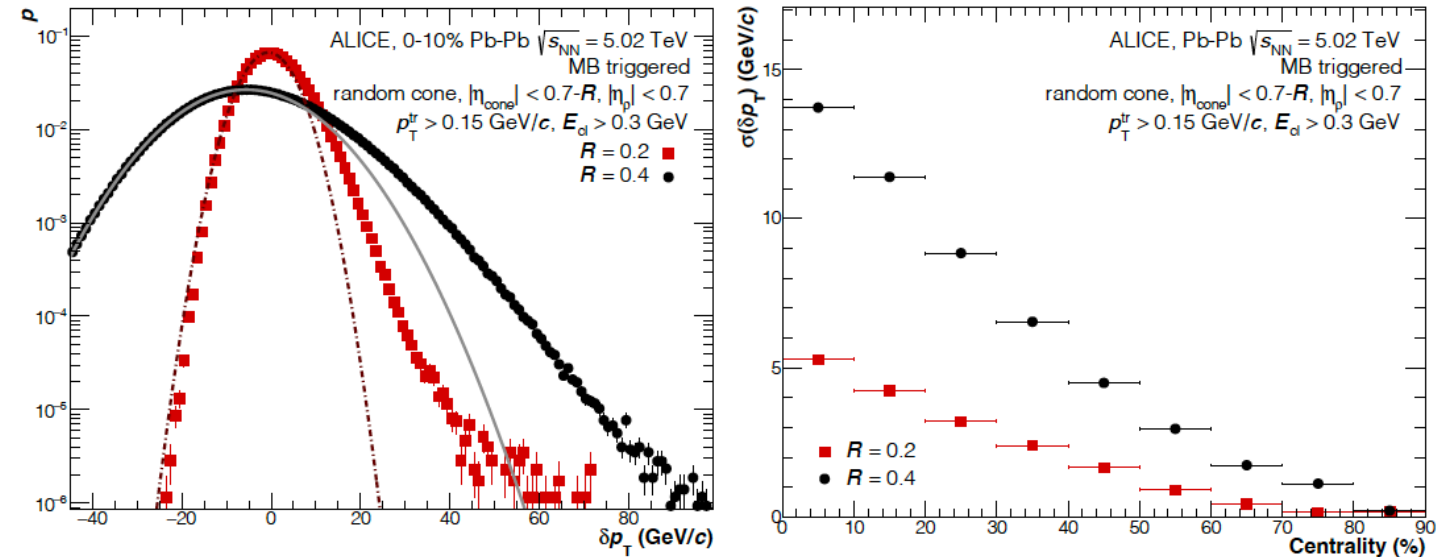 p
10⁻¹
10⁻²
10⁻³
10⁻⁴
10⁻⁵
10⁻⁶
ALICE, 0-10% Pb-Pb √sNN = 5.02 TeV
MB triggered
random cone, |ηcone| < 0.7-R, |ηρ| < 0.7
pTtr > 0.15 GeV/c, Ecl > 0.3 GeV
R = 0.2
R = 0.4
−40 −20 0 20 40 60 80
δpT (GeV/c)
σ(δpT) (GeV/c)
15
10
5
0
ALICE, Pb-Pb √sNN = 5.02 TeV
MB triggered
random cone, |ηcone| < 0.7-R, |ηρ| < 0.7
pTtr > 0.15 GeV/c, Ecl > 0.3 GeV
R = 0.2
R = 0.4
0 10 20 30 40 50 60 70 80 90
Centrality (%)